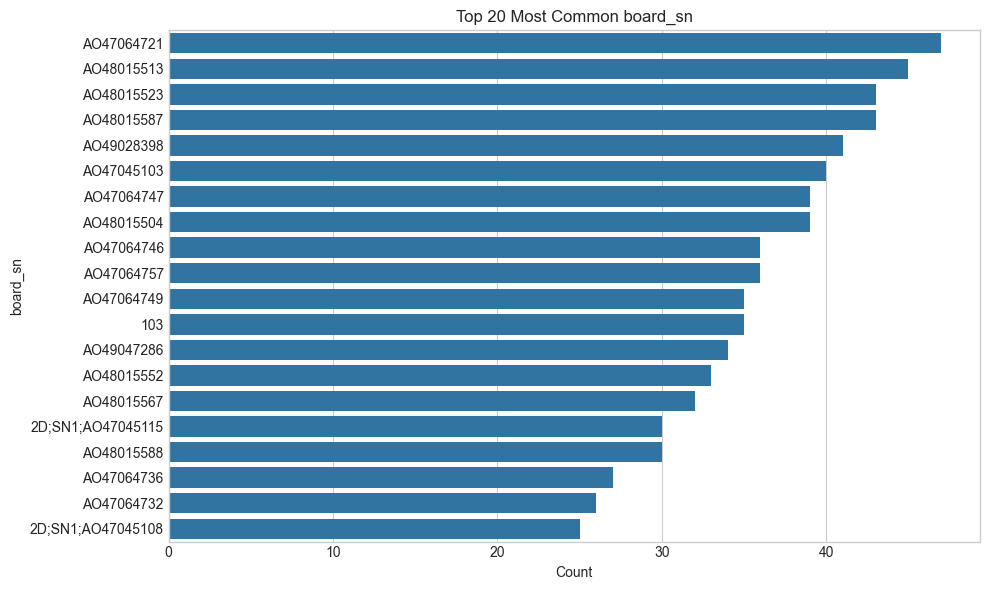 Top 20 Most Common board_sn
board_sn
AO47064721
AO48015513
AO48015523
AO48015587
AO49028398
AO47045103
AO47064747
AO48015504
AO47064746
AO47064757
AO47064749
103
AO49047286
AO48015552
AO48015567
2D;SN1;AO47045115
AO48015588
AO47064736
AO47064732
2D;SN1;AO47045108
0 10 20 30 40
Count